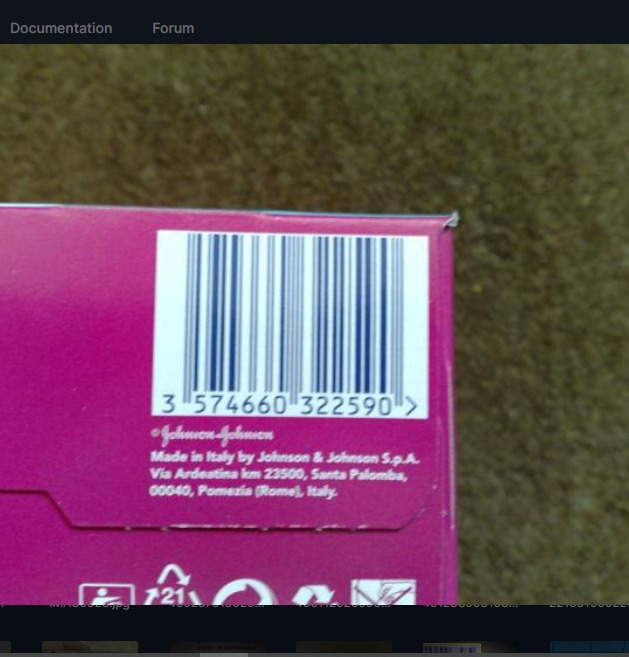 Documentation Forum
3 574660 322590 >
© Johnson & Johnson
Made in Italy by Johnson & Johnson S.p.A.
Via Ardeatina km 23500, Santa Palomba,
00040, Pomezia (Rome), Italy.
21